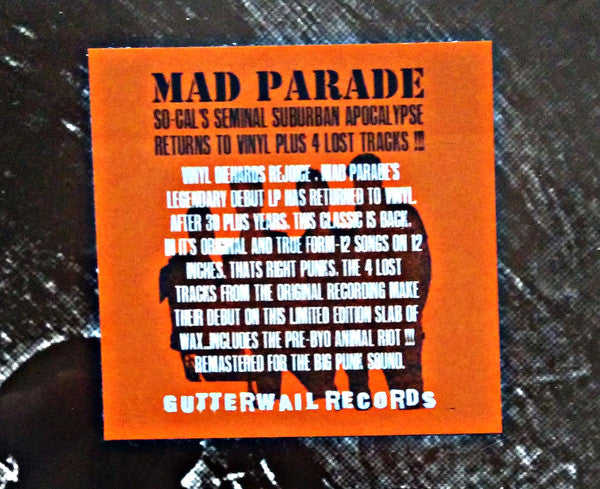 MAD PARADE
SO-CAL'S SEMINAL SUBURBAN APOCALYPSE
RETURNS TO VINYL PLUS 4 LOST TRACKS !!!
VINYL DIEHARDS REJOICE . MAD PARADE'S
LEGENDARY DEBUT LP HAS RETURNED TO VINYL.
AFTER 30 PLUS YEARS. THIS CLASSIC IS BACK.
IN IT'S ORIGINAL AND TRUE FORM-12 SONGS ON 12
INCHES. THATS RIGHT PUNKS. THE 4 LOST
TRACKS FROM THE ORIGINAL RECORDING MAKE
THEIR DEBUT ON THIS LIMITED EDITION SLAB OF
WAX..INCLUDES THE PRE-BYO ANIMAL RIOT !!!
REMASTERED FOR THE BIG PUNK SOUND.
GUTTERWAIL RECORDS